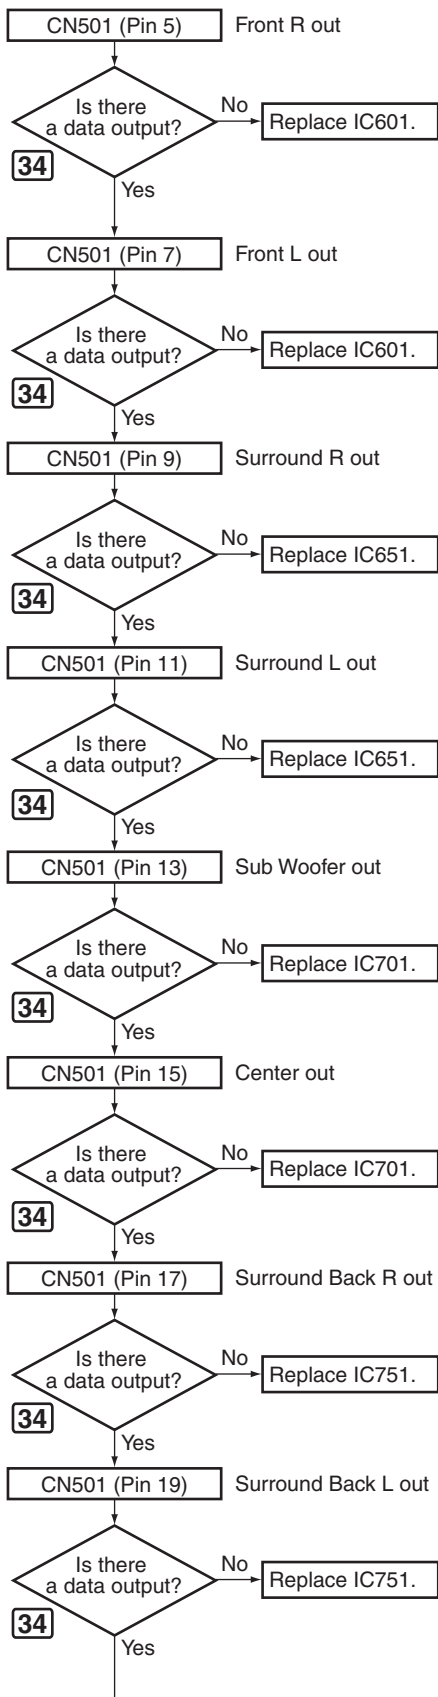 CN501 (Pin 5) Front R out
Is there
a data output?
No
Replace IC601.
34
Yes
CN501 (Pin 7) Front L out
Is there
a data output?
No
Replace IC601.
34
Yes
CN501 (Pin 9) Surround R out
Is there
a data output?
No
Replace IC651.
34
Yes
CN501 (Pin 11) Surround L out
Is there
a data output?
No
Replace IC651.
34
Yes
CN501 (Pin 13) Sub Woofer out
Is there
a data output?
No
Replace IC701.
34
Yes
CN501 (Pin 15) Center out
Is there
a data output?
No
Replace IC701.
34
Yes
CN501 (Pin 17) Surround Back R out
Is there
a data output?
No
Replace IC751.
34
Yes
CN501 (Pin 19) Surround Back L out
Is there
a data output?
No
Replace IC751.
34
Yes